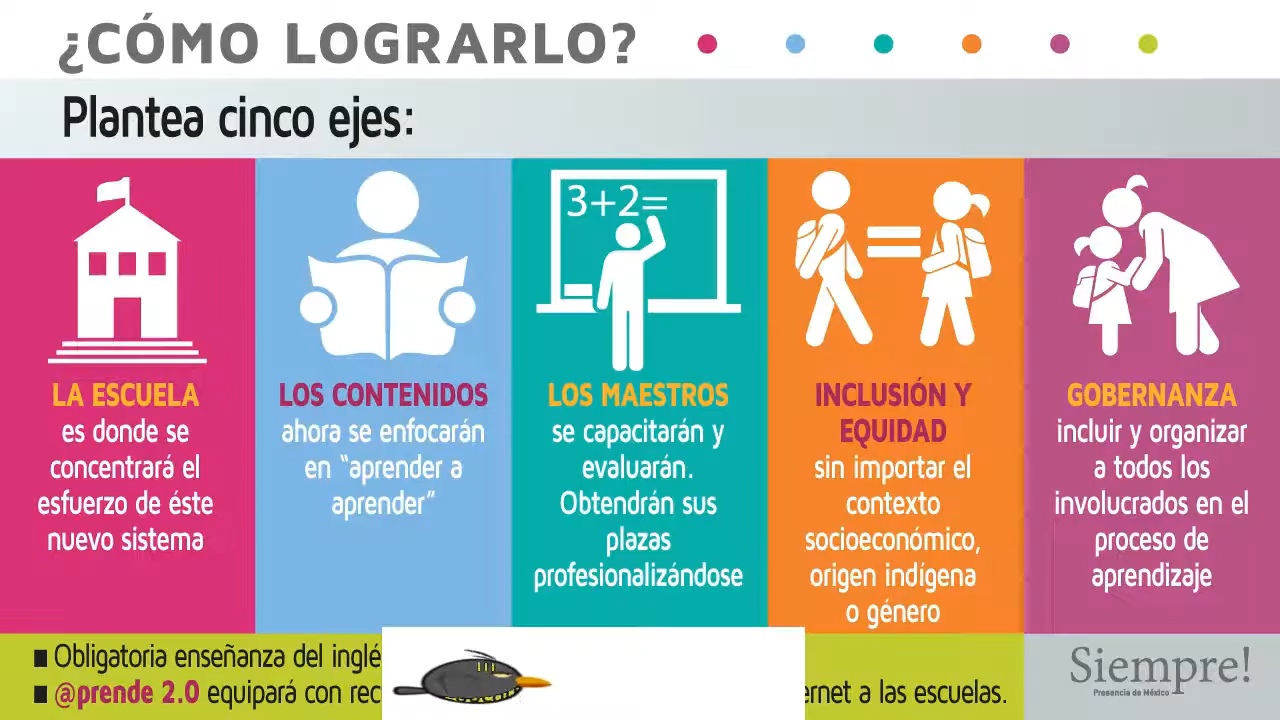 ¿CÓMO LOGRARLO?
Plantea cinco ejes:
3+2=
LA ESCUELA
es donde se
concentrará el
esfuerzo de éste
nuevo sistema
LOS CONTENIDOS
ahora se enfocarán
en “aprender a
aprender”
LOS MAESTROS
se capacitarán y
evaluarán.
Obtendrán sus
plazas
profesionalizándose
INCLUSIÓN Y
EQUIDAD
sin importar el
contexto
socioeconómico,
origen indígena
o género
GOBERNANZA
incluir y organizar
a todos los
involucrados en el
proceso de
aprendizaje
■ Obligatoria enseñanza del
■ @prende 2.0 equipará con a las escuelas.
Siempre!
Presencia de México